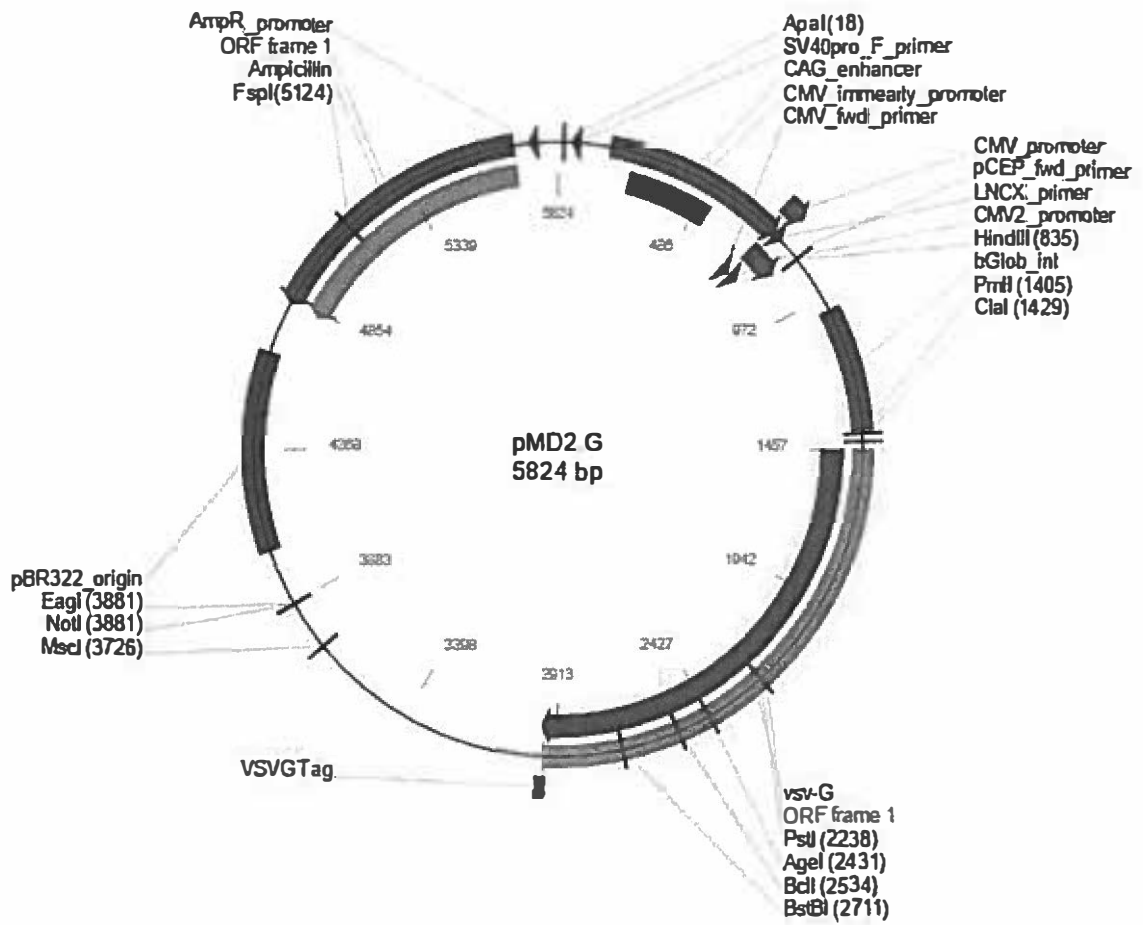 AmpR_promoter
ORF frame 1
Ampicillin
FspI(5124)
ApaI(18)
SV40pro_F_primer
CAG_enhancer
CMV_immearly_promoter
CMV_fwd_primer
CMV_promoter
pCEP_fwd_primer
LNCX_primer
CMV2_promoter
HindIII(835)
bGlob_int
PmlI(1405)
ClaI(1429)
5824
5339
4854
4368
3883
3398
2913
2427
1942
1457
972
486
pMD2 G
5824 bp
pBR322_origin
EagI(3881)
NotI(3881)
MscI(3726)
VSVGTag
vsv-G
ORF frame 1
PstI(2238)
AgeI(2431)
BclI(2534)
BstBI(2711)